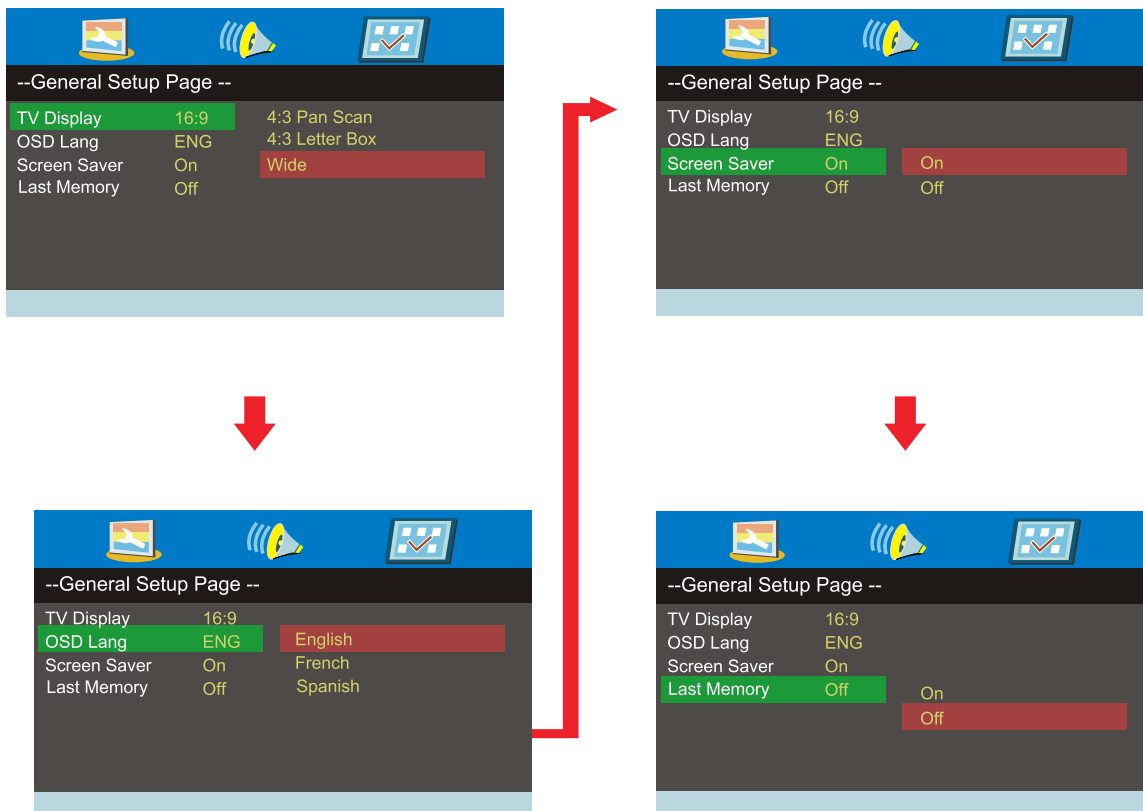 --General Setup Page --
TV Display 16:9 4:3 Pan Scan
OSD Lang ENG 4:3 Letter Box
Screen Saver On Wide
Last Memory Off
--General Setup Page --
TV Display 16:9
OSD Lang ENG English
Screen Saver On French
Last Memory Off Spanish
--General Setup Page --
TV Display 16:9
OSD Lang ENG
Screen Saver On On
Last Memory Off Off
--General Setup Page --
TV Display 16:9
OSD Lang ENG
Screen Saver On
Last Memory Off On
Off